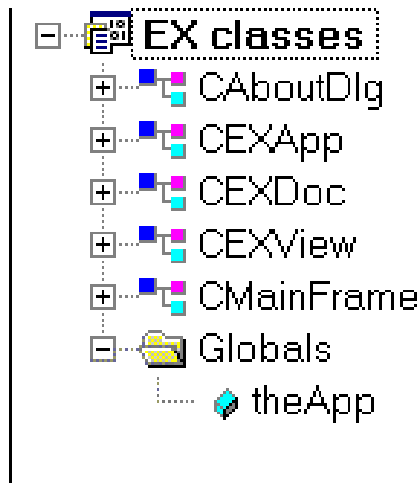 EX classes
CAboutDlg
CEXApp
CEXDoc
CEXView
CMainFrame
Globals
theApp